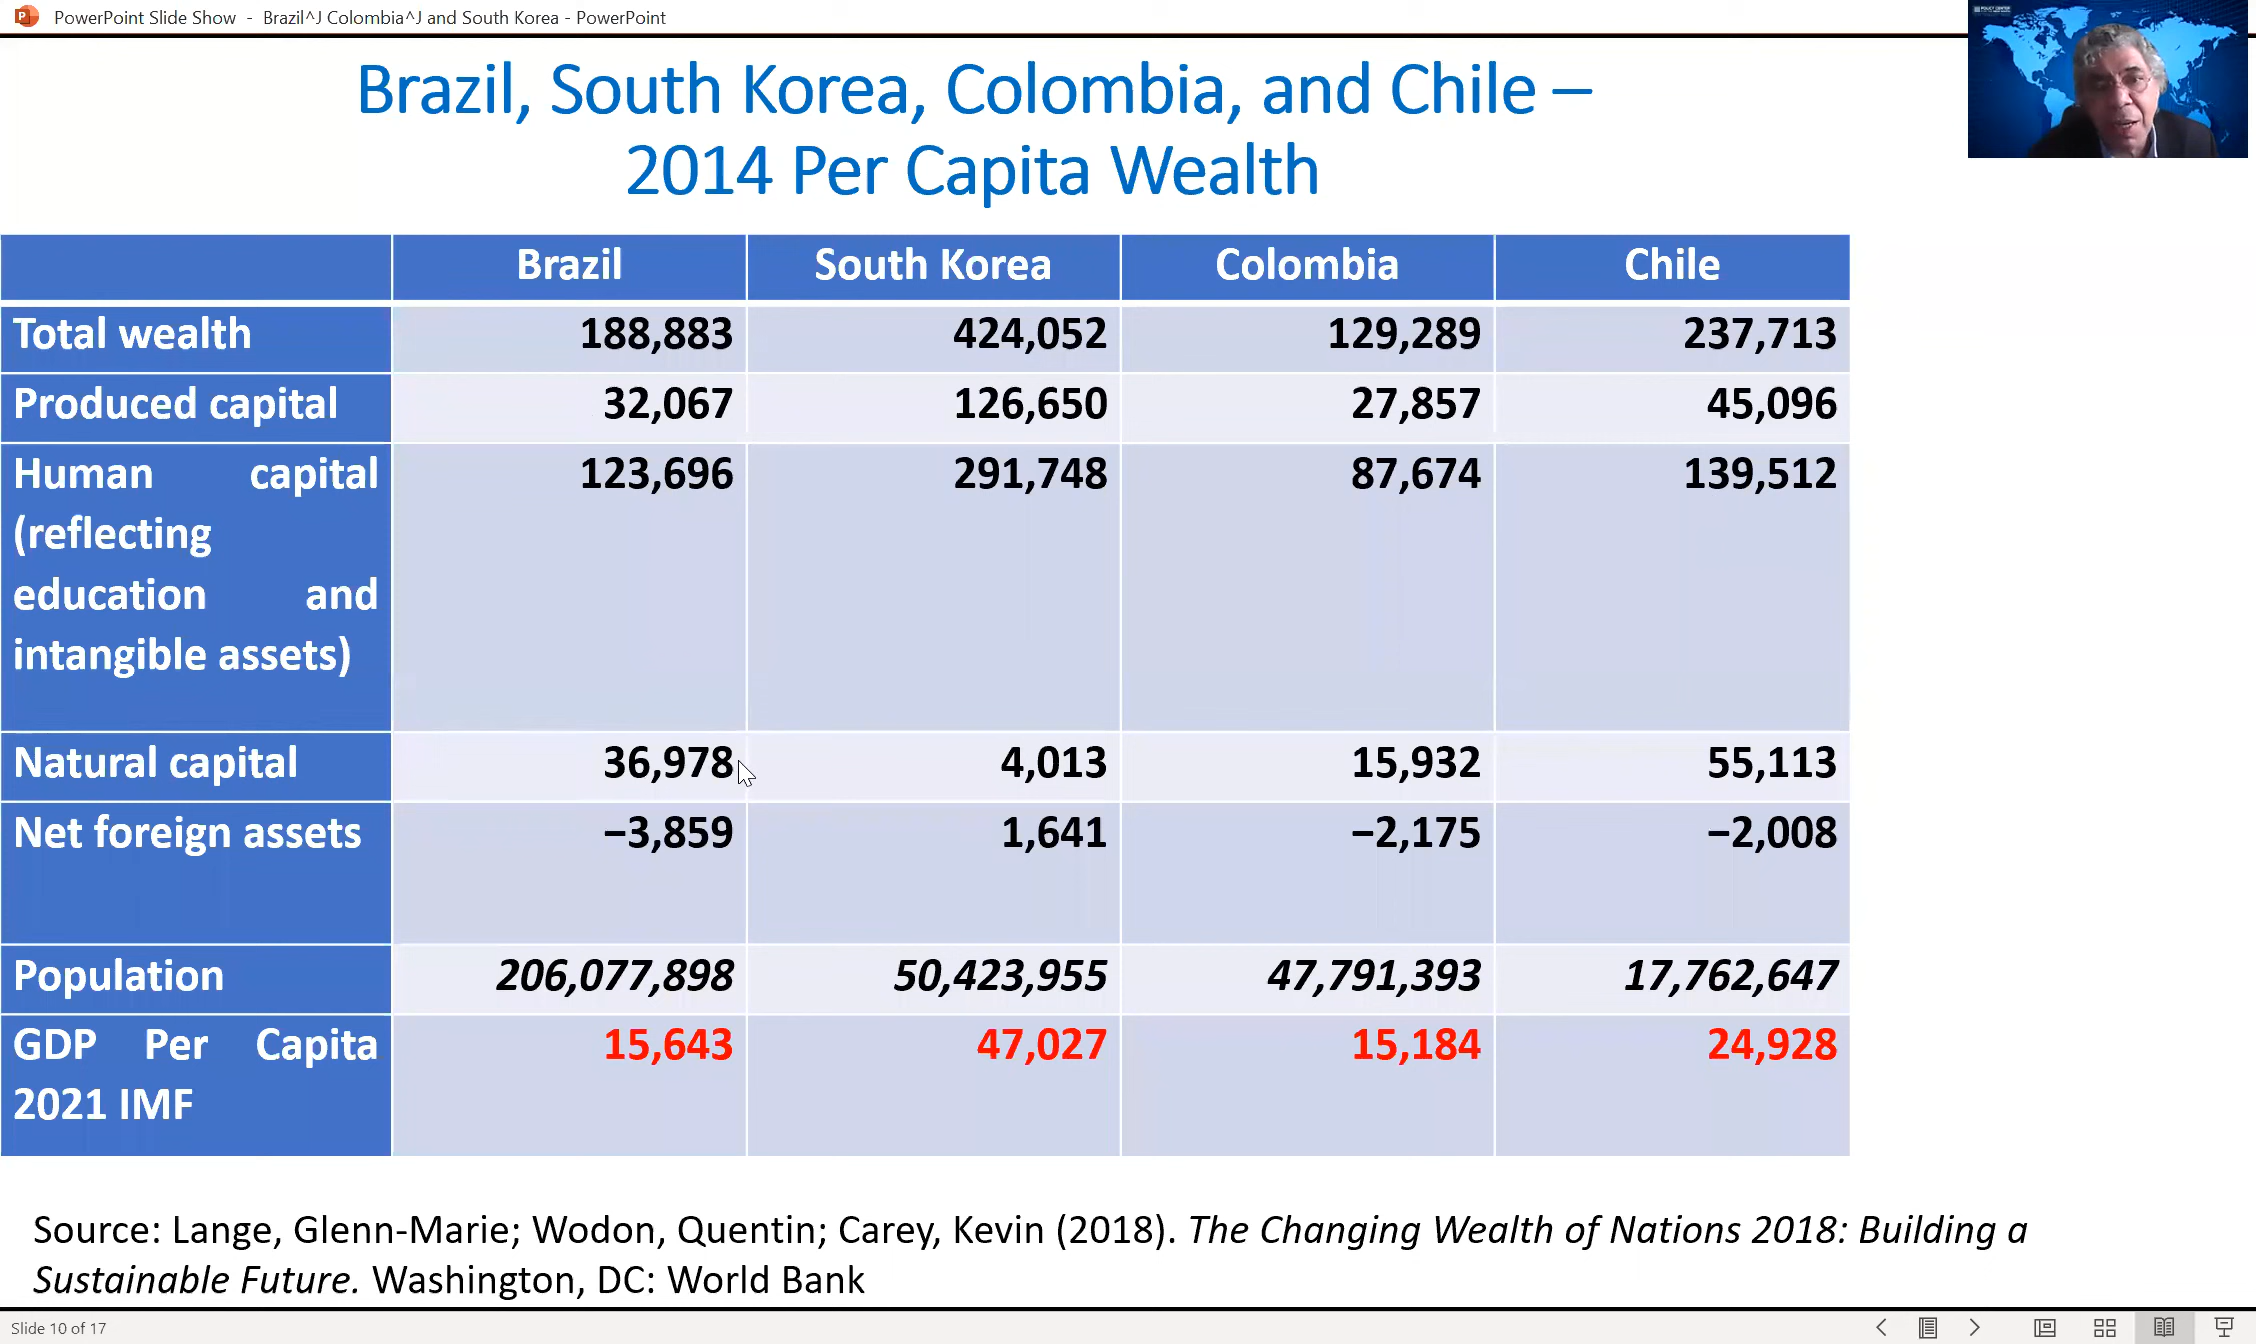 PowerPoint Slide Show - Brazil^J Colombia^J and South Korea - PowerPoint
Brazil, South Korea, Colombia, and Chile –
2014 Per Capita Wealth
Brazil South Korea Colombia Chile
Total wealth 188,883 424,052 129,289 237,713
Produced capital 32,067 126,650 27,857 45,096
Human capital 123,696 291,748 87,674 139,512
(reflecting
education and
intangible assets)
Natural capital 36,978 4,013 15,932 55,113
Net foreign assets −3,859 1,641 −2,175 −2,008
Population 206,077,898 50,423,955 47,791,393 17,762,647
GDP Per Capita 15,643 47,027 15,184 24,928
2021 IMF
Source: Lange, Glenn-Marie; Wodon, Quentin; Carey, Kevin (2018). The Changing Wealth of Nations 2018: Building a
Sustainable Future. Washington, DC: World Bank
Slide 10 of 17